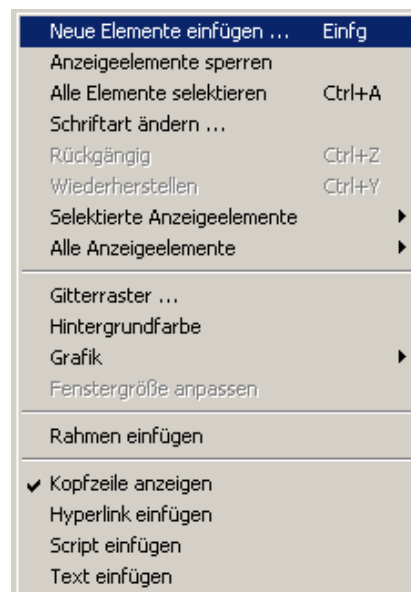 Neue Elemente einfügen ... Einfg
Anzeigeelemente sperren
Alle Elemente selektieren Ctrl+A
Schriftart ändern ...
Rückgängig Ctrl+Z
Wiederherstellen Ctrl+Y
Selektierte Anzeigeelemente
Alle Anzeigeelemente
Gitterraster ...
Hintergrundfarbe
Grafik
Fenstergröße anpassen
Rahmen einfügen
Kopfzeile anzeigen
Hyperlink einfügen
Script einfügen
Text einfügen